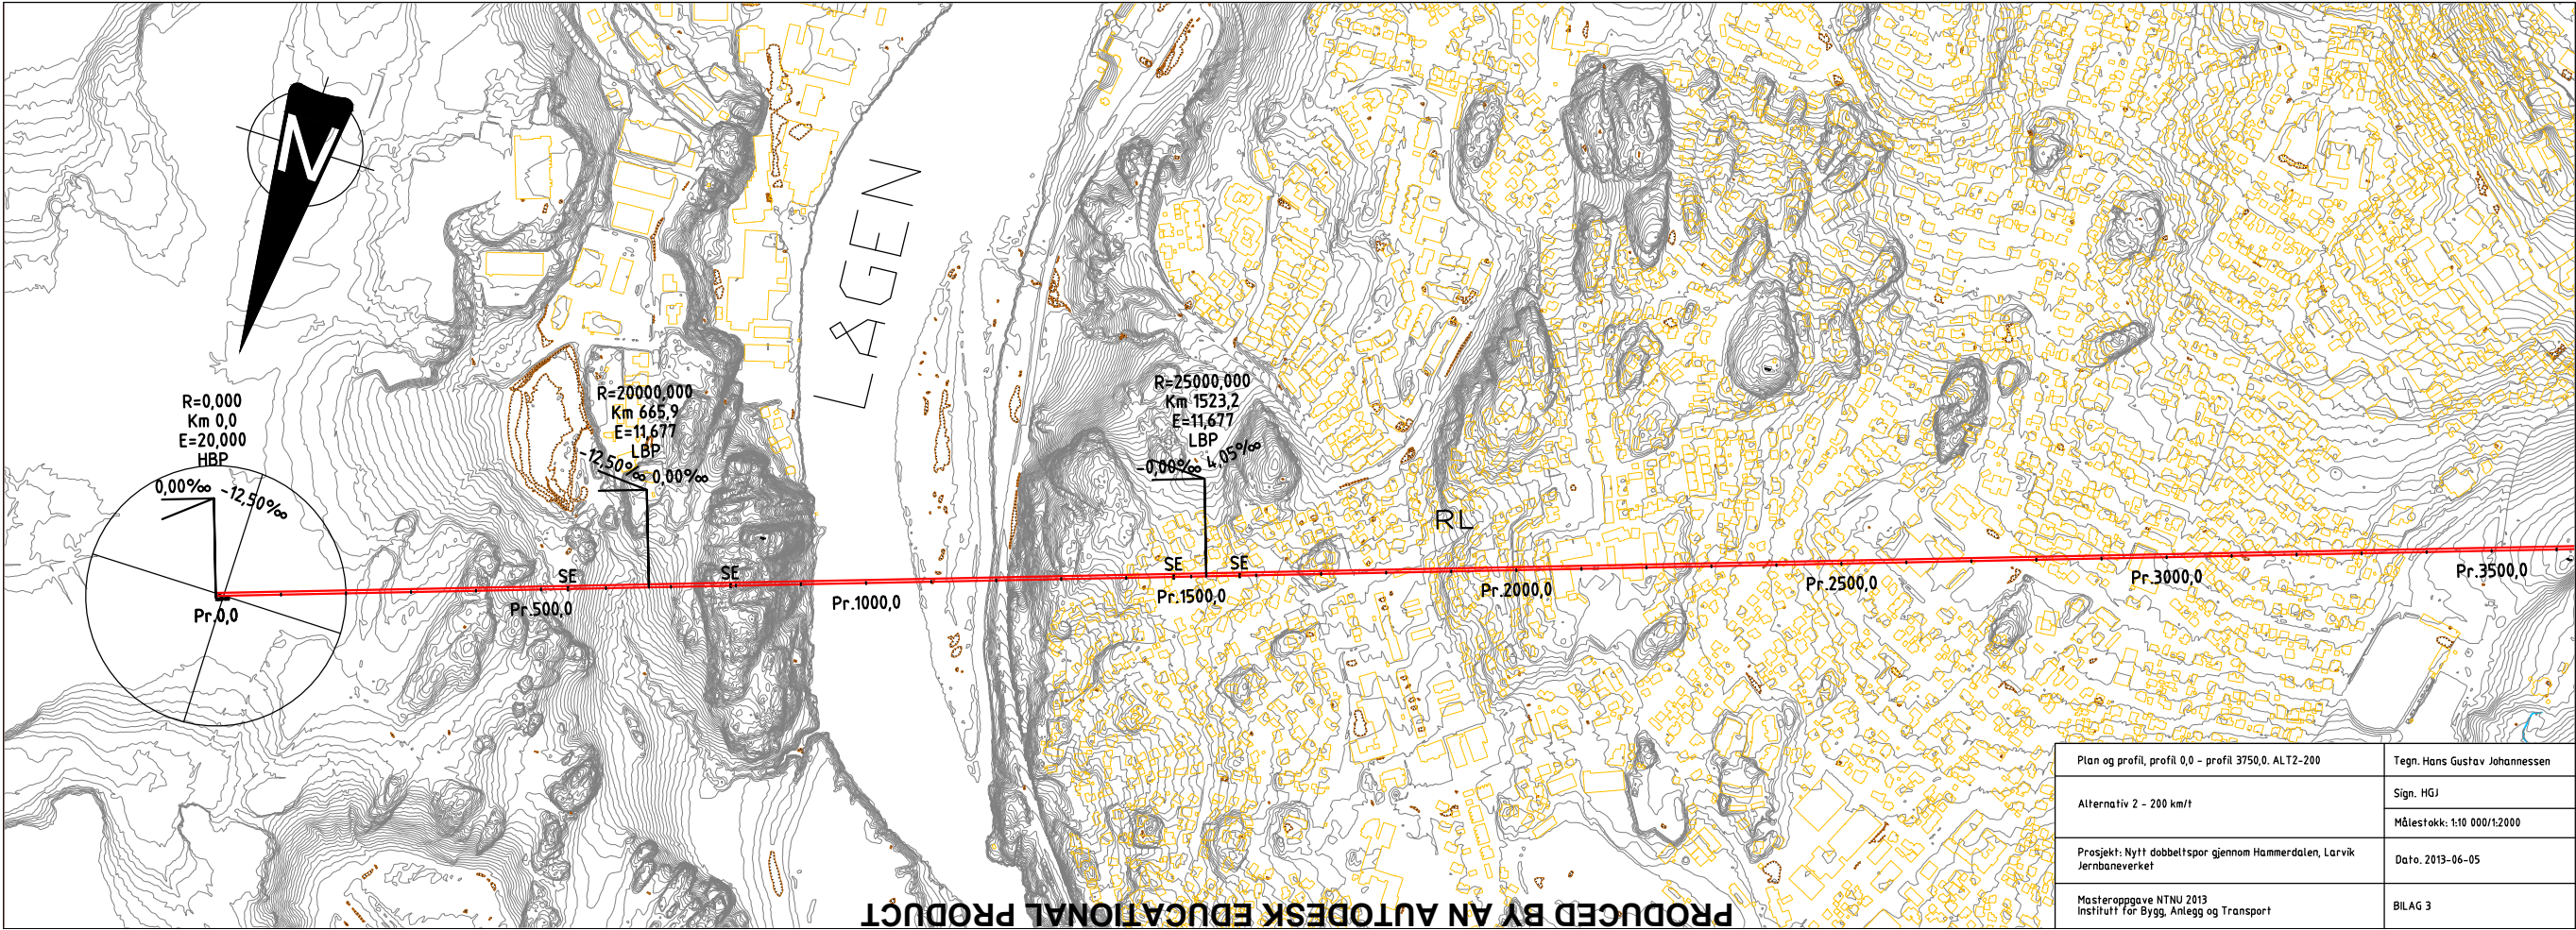 N
LÅGEN
R=0,000
Km 0,0
E=20,000
HBP
0,00‰ -12,50‰
R=20000,000
Km 665,9
E=11,677
LBP
-12,50‰ 0,00‰
R=25000,000
Km 1523,2
E=11,677
LBP
-0,00‰ 4,05‰
RL
SE
SE
SE
SE
Pr.0,0
Pr.500,0
Pr.1000,0
Pr.1500,0
Pr.2000,0
Pr.2500,0
Pr.3000,0
Pr.3500,0
Plan og profil, profil 0,0 - profil 3750,0. ALT2-200
Tegn. Hans Gustav Johannessen
Alternativ 2 - 200 km/t
Sign. HGJ
Målestokk: 1:10 000/1:2000
Prosjekt: Nytt dobbeltspor gjennom Hammerdalen, Larvik
Jernbaneverket
Dato. 2013-06-05
Masteroppgave NTNU 2013
Institutt for Bygg, Anlegg og Transport
BILAG 3
PRODUCED BY AN AUTODESK EDUCATIONAL PRODUCT